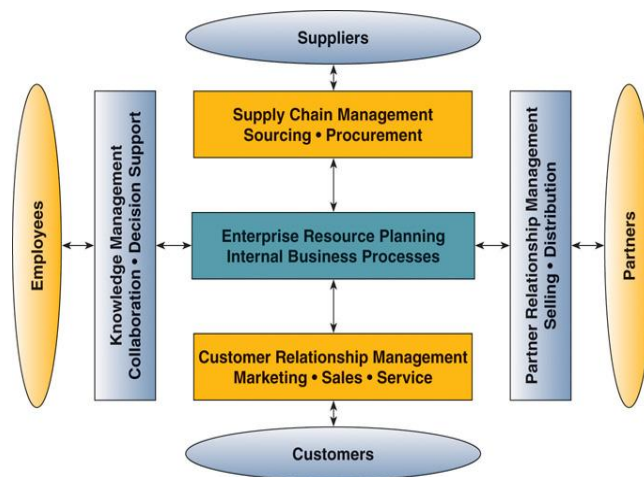 Suppliers
Supply Chain Management
Sourcing • Procurement
Employees
Knowledge Management
Collaboration • Decision Support
Enterprise Resource Planning
Internal Business Processes
Partner Relationship Management
Selling • Distribution
Partners
Customer Relationship Management
Marketing • Sales • Service
Customers